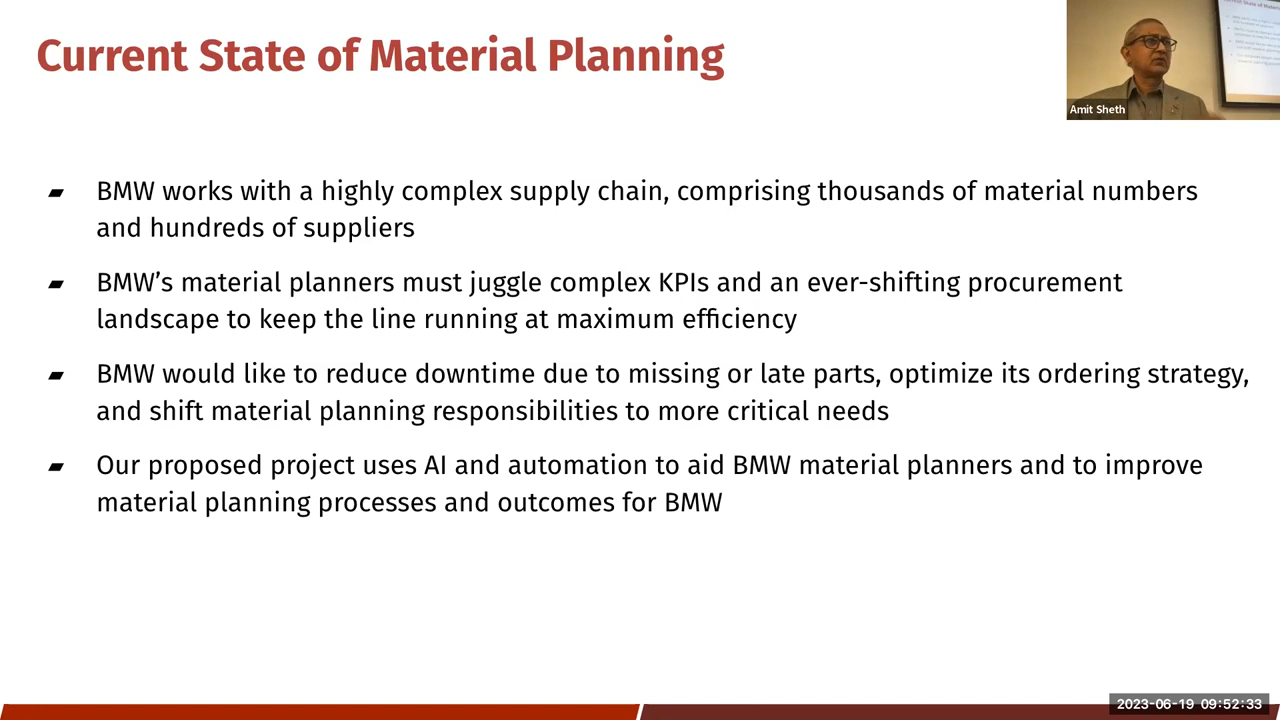 Current State of Material Planning
Amit Sheth
▰ BMW works with a highly complex supply chain, comprising thousands of material numbers
and hundreds of suppliers
▰ BMW’s material planners must juggle complex KPIs and an ever-shifting procurement
landscape to keep the line running at maximum efficiency
▰ BMW would like to reduce downtime due to missing or late parts, optimize its ordering strategy,
and shift material planning responsibilities to more critical needs
▰ Our proposed project uses AI and automation to aid BMW material planners and to improve
material planning processes and outcomes for BMW
2023-06-19 09:52:33